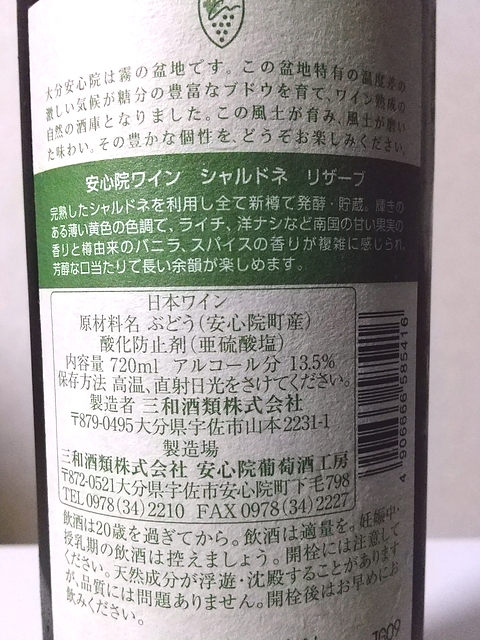 大分安心院は霧の盆地です。この盆地特有の温度差の
激しい気候が糖分の豊富なブドウを育て、ワイン熟成の
自然の酒庫となりました。この風土が育み、風土が磨い
た味わい。その豊かな個性を、どうぞお楽しみください。
安心院ワイン シャルドネ リザーブ
完熟したシャルドネを利用し全て新樽で発酵・貯蔵。輝きの
ある薄い黄色の色調で、ライチ、洋ナシなど南国の甘い果実の
香りと樽由来のバニラ、スパイスの香りが複雑に感じられ、
芳醇な口当たりで長い余韻が楽しめます。
日本ワイン
原材料名 ぶどう(安心院町産)
酸化防止剤(亜硫酸塩)
内容量 720ml アルコール分 13.5%
保存方法 高温、直射日光をさけてください。
製造者 三和酒類株式会社
〒879-0495大分県宇佐市山本2231-1
製造場
三和酒類株式会社 安心院葡萄酒工房
〒872-0521大分県宇佐市安心院町下毛798
TEL 0978(34)2210 FAX 0978(34)2227
4 906666 585416
飲酒は20歳を過ぎてから。飲酒は適量を。妊娠中・
授乳期の飲酒は控えましょう。開栓には注意して
ください。天然成分が浮遊・沈殿することがあります
が、品質には問題ありません。開栓後はお早めにお
飲みください。
1609